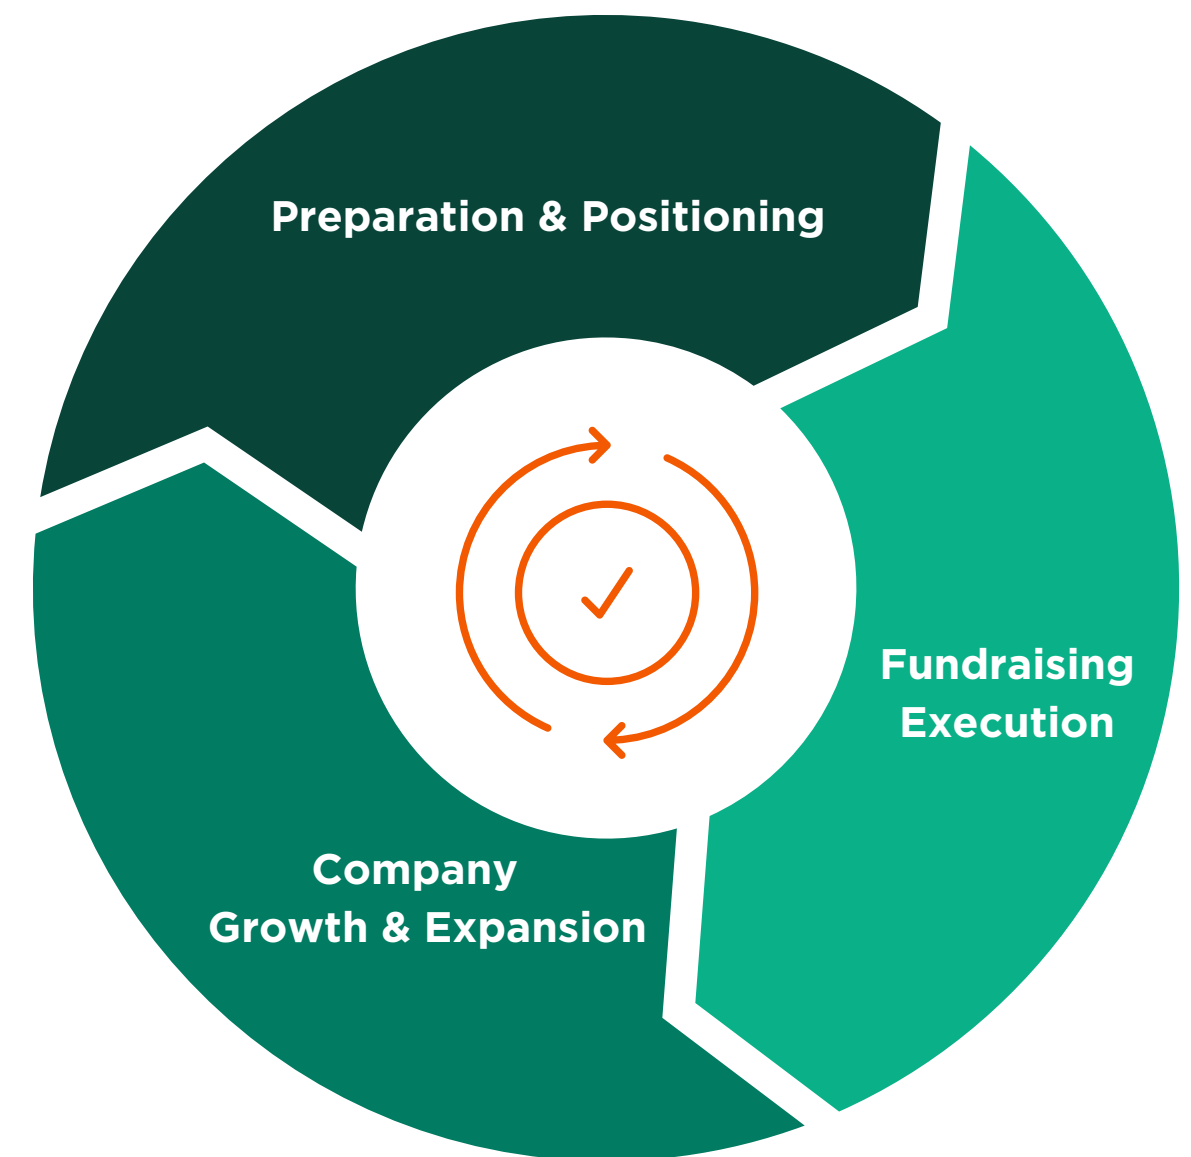 Preparation & Positioning
Fundraising
Execution
Company
Growth & Expansion